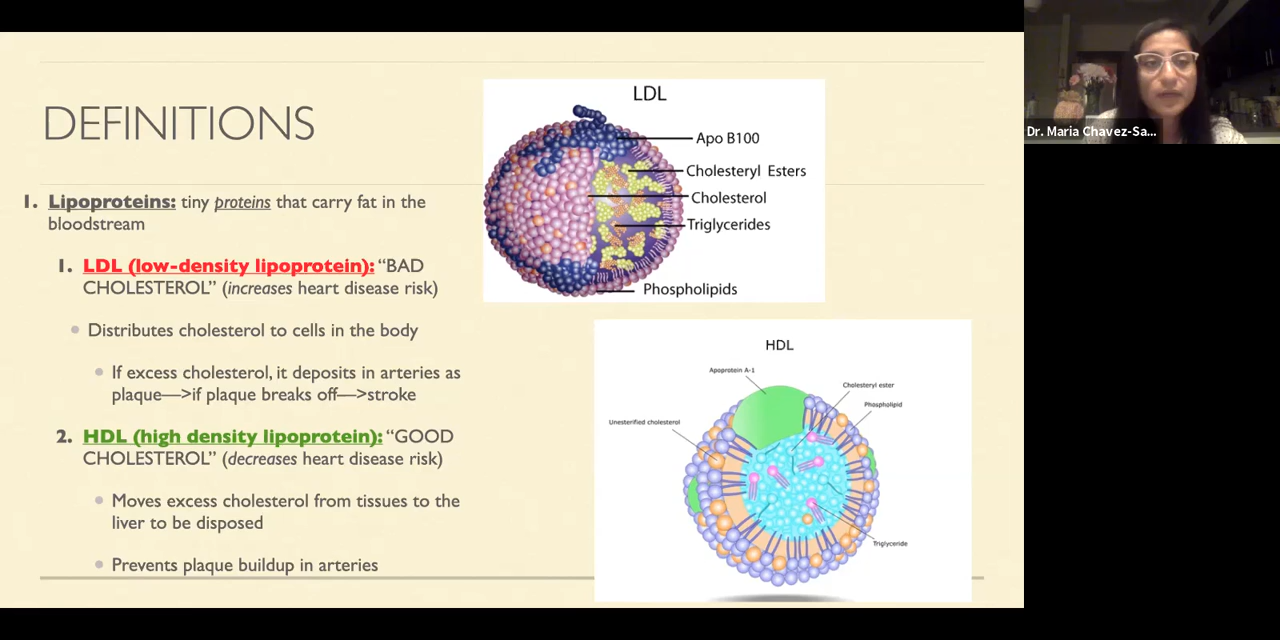 DEFINITIONS
1. Lipoproteins: tiny proteins that carry fat in the
bloodstream
1. LDL (low-density lipoprotein): “BAD
CHOLESTEROL” (increases heart disease risk)
• Distributes cholesterol to cells in the body
• If excess cholesterol, it deposits in arteries as
plaque—>if plaque breaks off—>stroke
2. HDL (high density lipoprotein): “GOOD
CHOLESTEROL” (decreases heart disease risk)
• Moves excess cholesterol from tissues to the
liver to be disposed
• Prevents plaque buildup in arteries
LDL
Apo B100
Cholesteryl Esters
Cholesterol
Triglycerides
Phospholipids
HDL
Apoprotein A-1
Cholesteryl ester
Phospholipid
Unesterified cholesterol
Triglyceride
Dr. Maria Chavez-Sa...